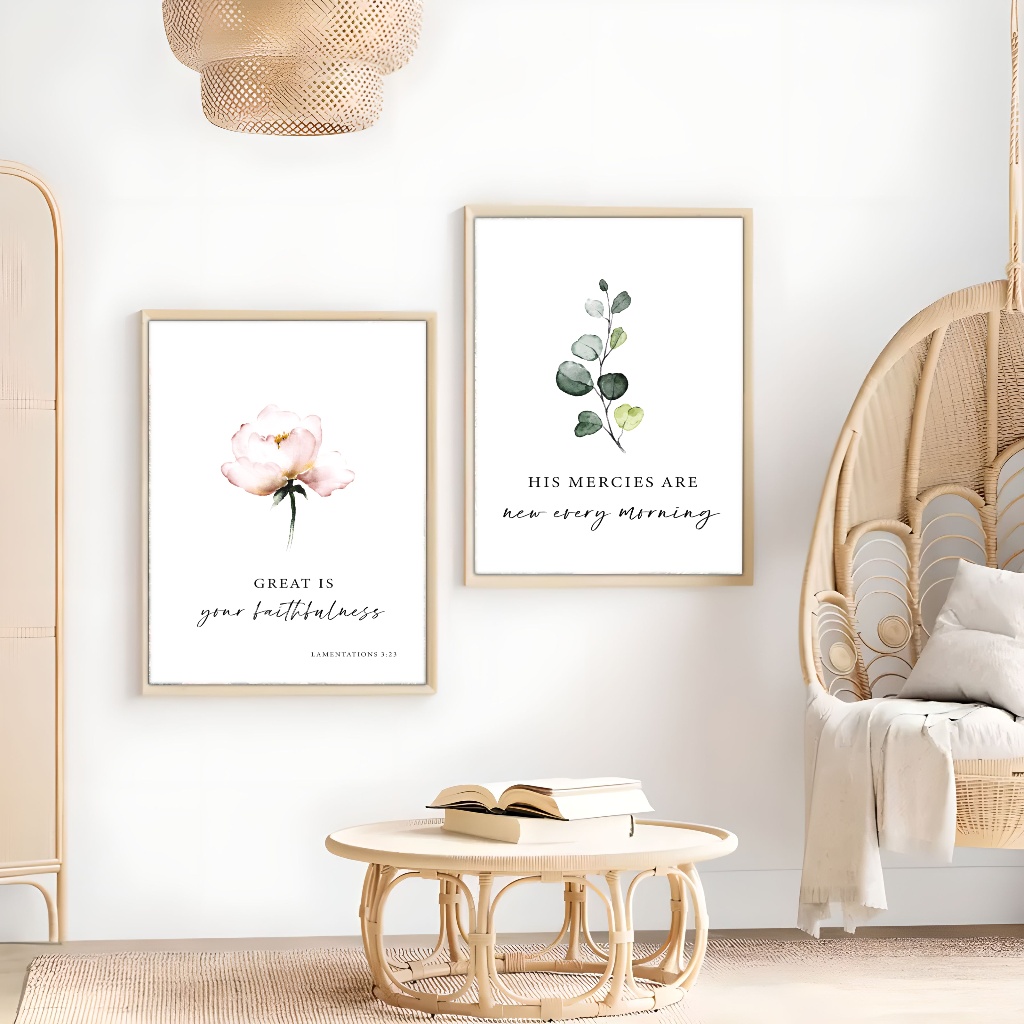 GREAT IS
your faithfulness
LAMENTATIONS 3:23
HIS MERCIES ARE
new every morning